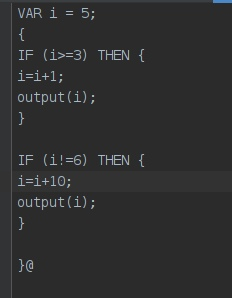 VAR i = 5;
{
IF (i>=3) THEN {
i=i+1;
output(i);
}
IF (i!=6) THEN {
i=i+10;
output(i);
}
}@